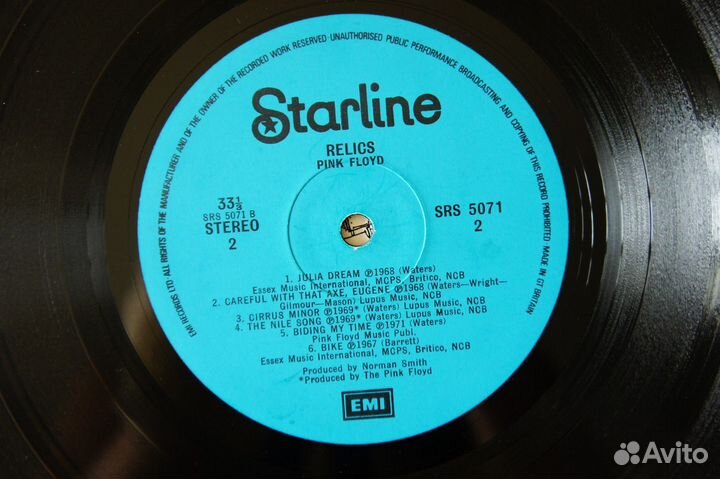 EMI RECORDS LTD ALL RIGHTS OF THE MANUFACTURER AND OF THE OWNER OF THE RECORDED WORK RESERVED·UNAUTHORISED PUBLIC PERFORMANCE BROADCASTING AND COPYING OF THIS RECORD PROHIBITED MADE IN GT BRITAIN
Starline
RELICS
PINK FLOYD
33⅓
SRS 5071 B
STEREO
2
SRS 5071
2
1. JULIA DREAM ℗1968 (Waters)
Essex Music International, MCPS, Britico, NCB
2. CAREFUL WITH THAT AXE, EUGENE ℗1968 (Waters—Wright—
Gilmour—Mason) Lupus Music, NCB
3. CIRRUS MINOR ℗1969* (Waters) Lupus Music, NCB
4. THE NILE SONG ℗1969* (Waters) Lupus Music, NCB
5. BIDING MY TIME ℗1971 (Waters)
Pink Floyd Music Publ.
6. BIKE ℗1967 (Barrett)
Essex Music International, MCPS, Britico, NCB
Produced by Norman Smith
*Produced by The Pink Floyd
EMI
Avito